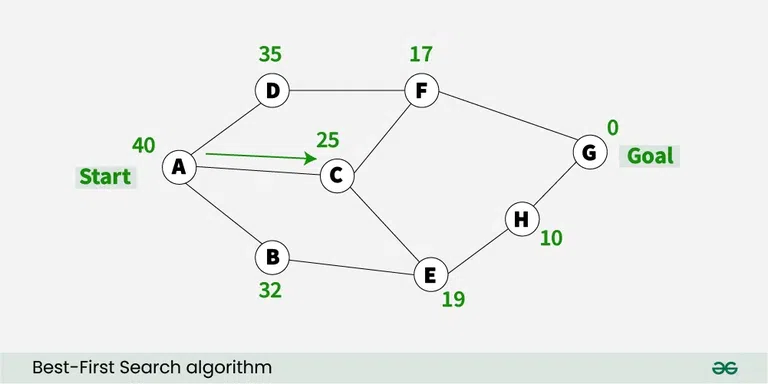 35
17
D
F
40
25
0
A
C
G
Goal
Start
H
10
B
E
32
19
Best-First Search algorithm